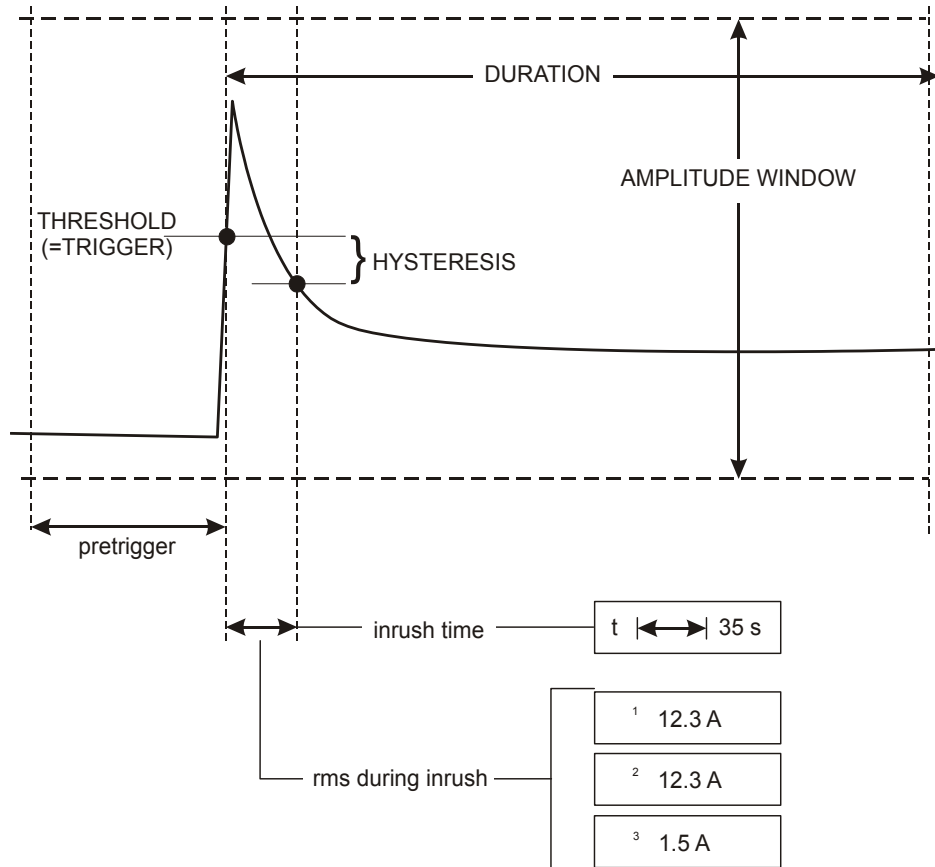 DURATION
AMPLITUDE WINDOW
THRESHOLD
(=TRIGGER)
HYSTERESIS
pretrigger
inrush time
t 35 s
1 12.3 A
rms during inrush
2 12.3 A
3 1.5 A